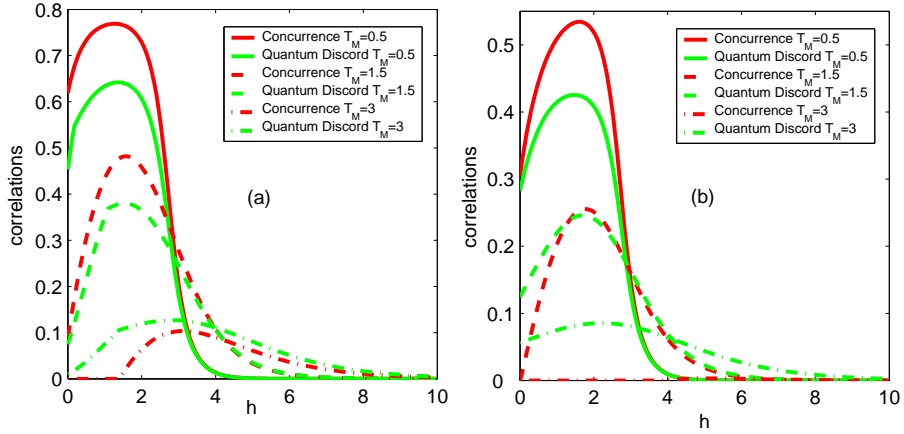 (a)
correlations
0.8
0.7
0.6
0.5
0.4
0.3
0.2
0.1
0
0 2 4 6 8 10
h
Concurrence T_M=0.5
Quantum Discord T_M=0.5
Concurrence T_M=1.5
Quantum Discord T_M=1.5
Concurrence T_M=3
Quantum Discord T_M=3
(b)
correlations
0.5
0.4
0.3
0.2
0.1
0
0 2 4 6 8 10
h
Concurrence T_M=0.5
Quantum Discord T_M=0.5
Concurrence T_M=1.5
Quantum Discord T_M=1.5
Concurrence T_M=3
Quantum Discord T_M=3